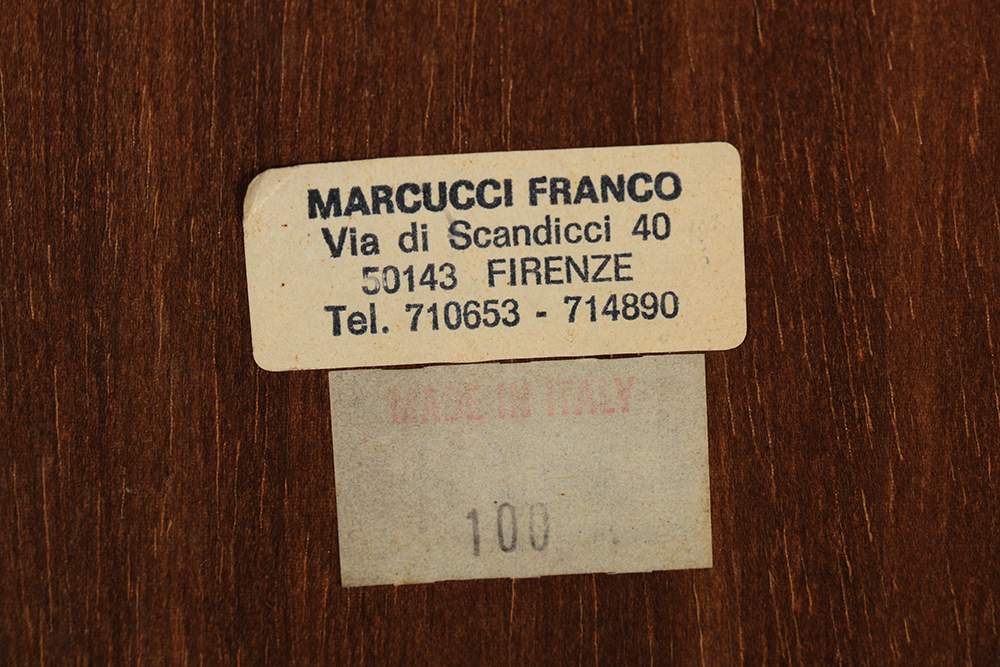 MARCUCCI FRANCO
Via di Scandicci 40
50143 FIRENZE
Tel. 710653 - 714890
MADE IN ITALY
100